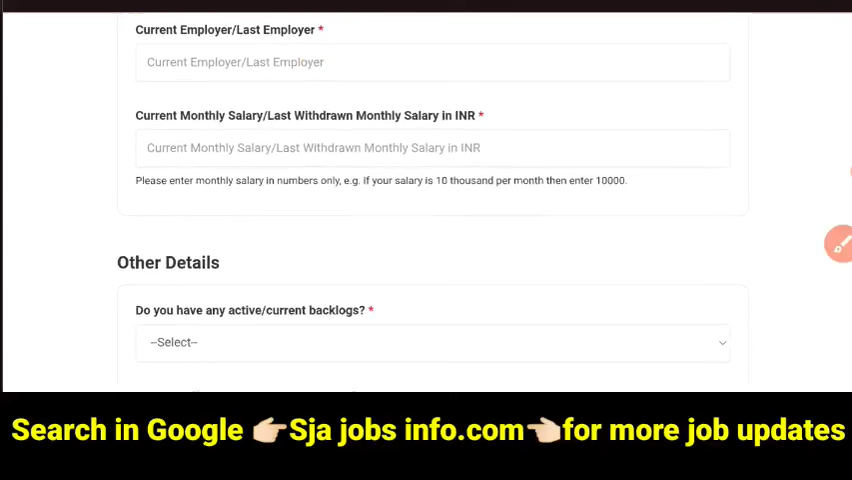 Current Employer/Last Employer *
Current Employer/Last Employer
Current Monthly Salary/Last Withdrawn Monthly Salary in INR *
Current Monthly Salary/Last Withdrawn Monthly Salary in INR
Please enter monthly salary in numbers only, e.g. if your salary is 10 thousand per month then enter 10000.
Other Details
Do you have any active/current backlogs? *
--Select--
Search in Google 👉🏻Sja jobs info.com👈🏻for more job updates